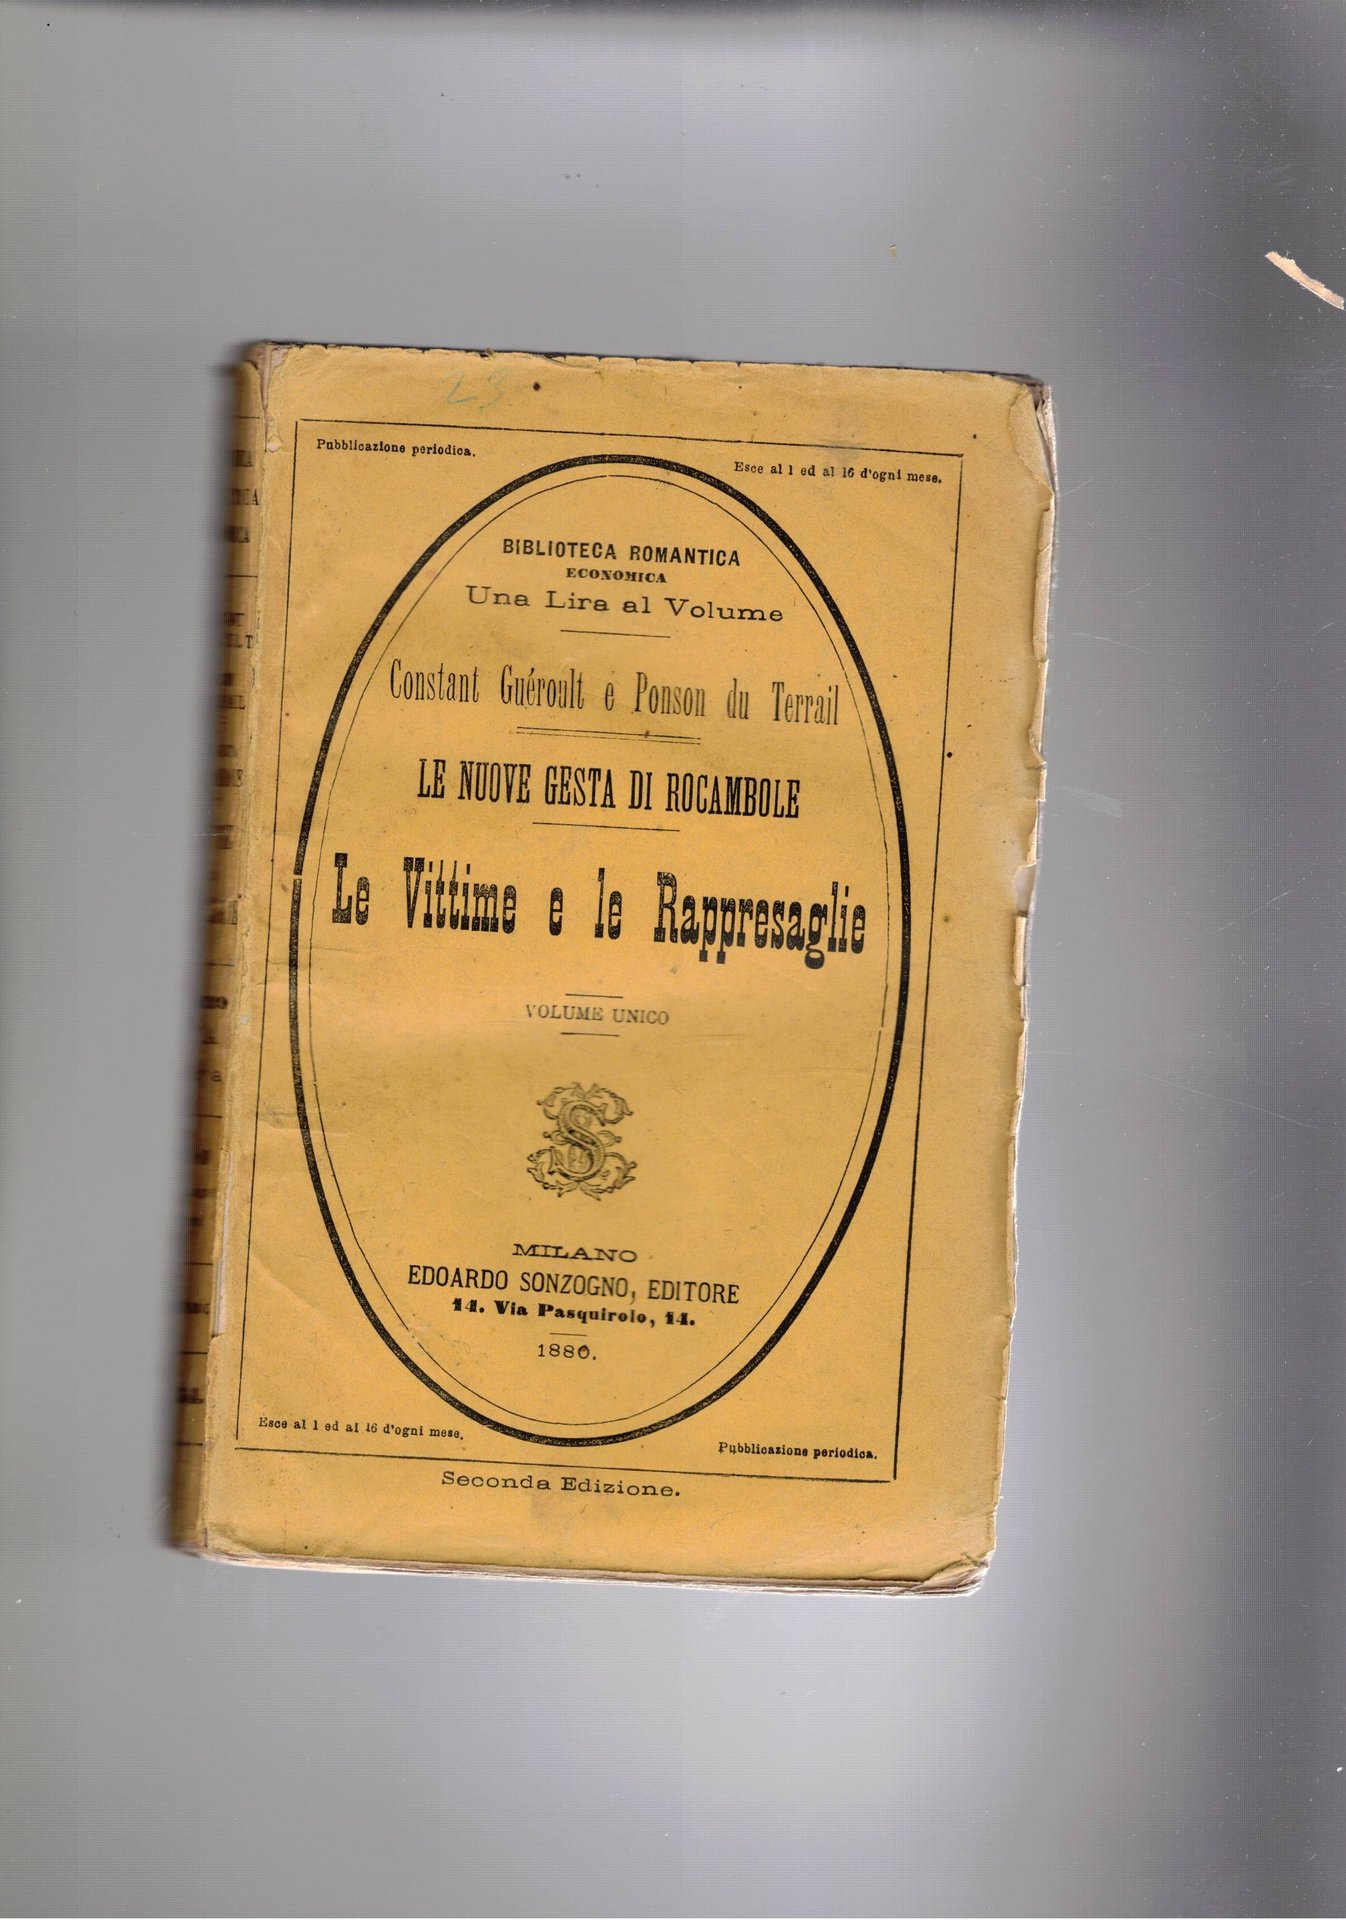 23
Pubblicazione periodica.
Esce al 1 ed al 16 d'ogni mese.
BIBLIOTECA ROMANTICA
ECONOMICA
Una Lira al Volume
Constant Guéroult e Ponson du Terrail
LE NUOVE GESTA DI ROCAMBOLE
Le Vittime e le Rappresaglie
VOLUME UNICO
S
MILANO
EDOARDO SONZOGNO, EDITORE
14. Via Pasquirolo, 14.
1880.
Esce al 1 ed al 16 d'ogni mese.
Pubblicazione periodica.
Seconda Edizione.